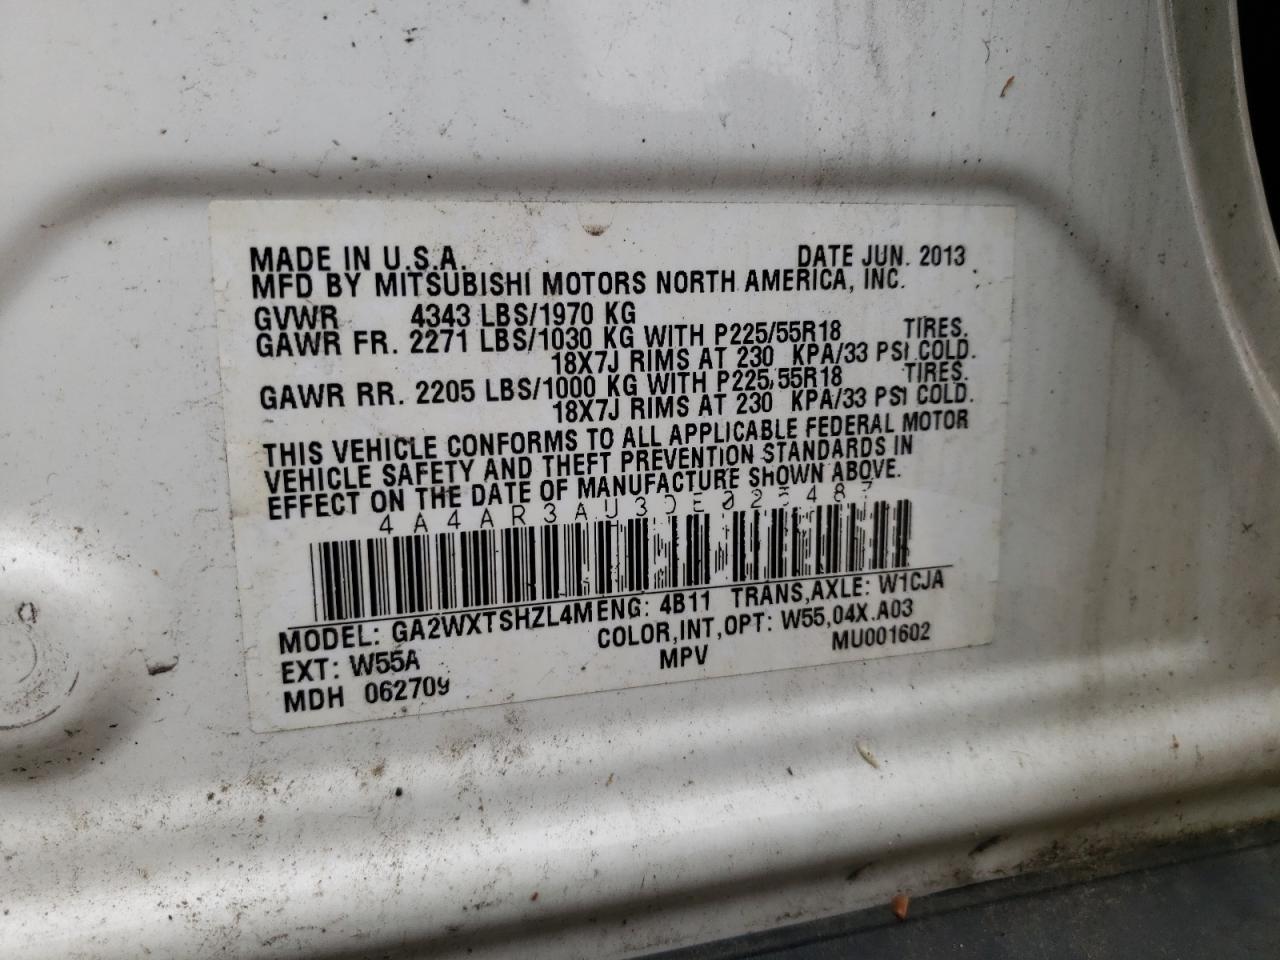 MADE IN U.S.A. DATE JUN. 2013
MFD BY MITSUBISHI MOTORS NORTH AMERICA, INC.
GVWR 4343 LBS/1970 KG
GAWR FR. 2271 LBS/1030 KG WITH P225/55R18 TIRES.
18X7J RIMS AT 230 KPA/33 PSI COLD.
GAWR RR. 2205 LBS/1000 KG WITH P225/55R18 TIRES.
18X7J RIMS AT 230 KPA/33 PSI COLD.
THIS VEHICLE CONFORMS TO ALL APPLICABLE FEDERAL MOTOR
VEHICLE SAFETY AND THEFT PREVENTION STANDARDS IN
EFFECT ON THE DATE OF MANUFACTURE SHOWN ABOVE.
MODEL: GA2WXTSHZL4M ENG: 4B11 TRANS,AXLE: W1CJA
EXT: W55A COLOR,INT,OPT: W55,04X.A03
MDH 062709 MPV MU001602